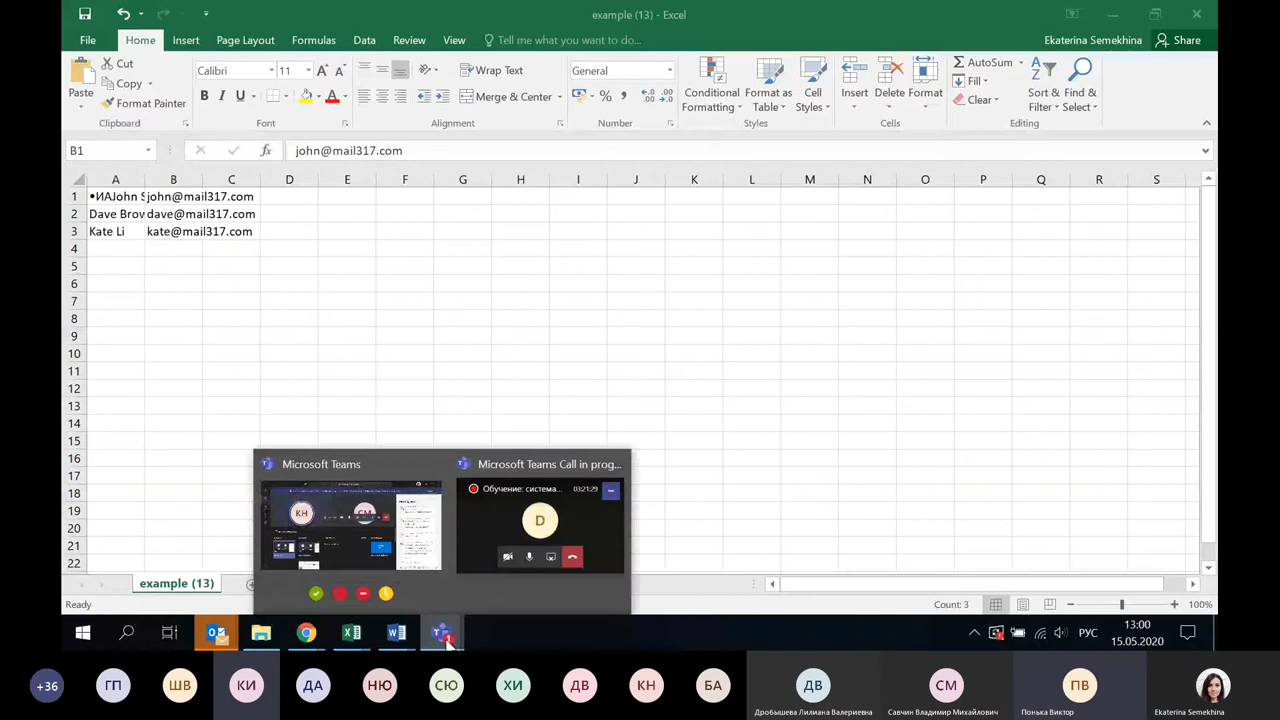 example (13) - Excel
File Home Insert Page Layout Formulas Data Review View Tell me what you want to do... Ekaterina Semekhina Share
Paste
Cut
Copy
Format Painter
Clipboard
Calibri 11
B I U
Font
Wrap Text
Merge & Center
Alignment
General
Number
Conditional Formatting
Format as Table
Cell Styles
Styles
Insert Delete Format
Cells
AutoSum
Fill
Clear
Sort & Filter
Find & Select
Editing
B1 fx john@mail317.com
A B C D E F G H I J K L M N O P Q R S
1 •ИАJohn S john@mail317.com
2 Dave Brov dave@mail317.com
3 Kate Li kate@mail317.com
4
5
6
7
8
9
10
11
12
13
14
15
16
17
18
19
20
21
22
Microsoft Teams
Microsoft Teams Call in prog...
КН
Обучение: система... 03:21:29
D
example (13)
Ready Count: 3 100%
РУС
13:00
15.05.2020
+36 ГП ШВ КИ ДА НЮ СЮ ХИ ДВ КН БА ДВ СМ ПВ
Дробышева Лилиана Валериевна Савчин Владимир Михайлович Понька Виктор Ekaterina Semekhina